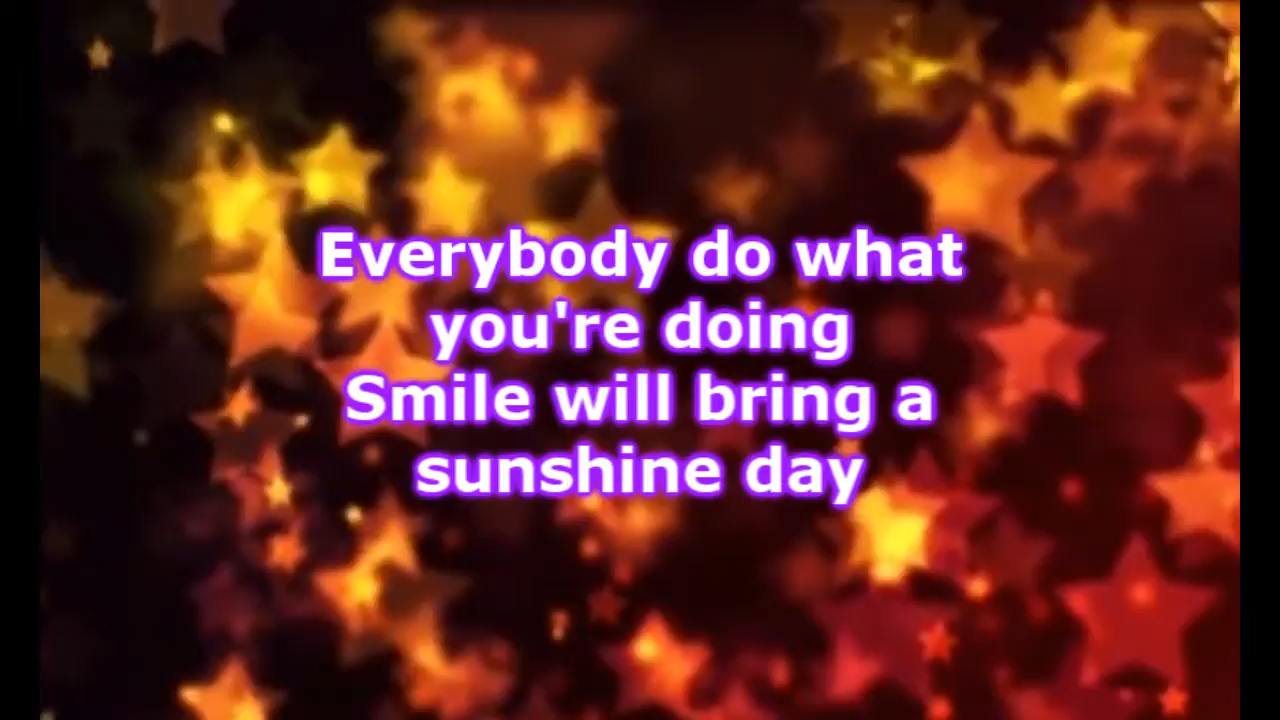 Everybody do what
you're doing
Smile will bring a
sunshine day